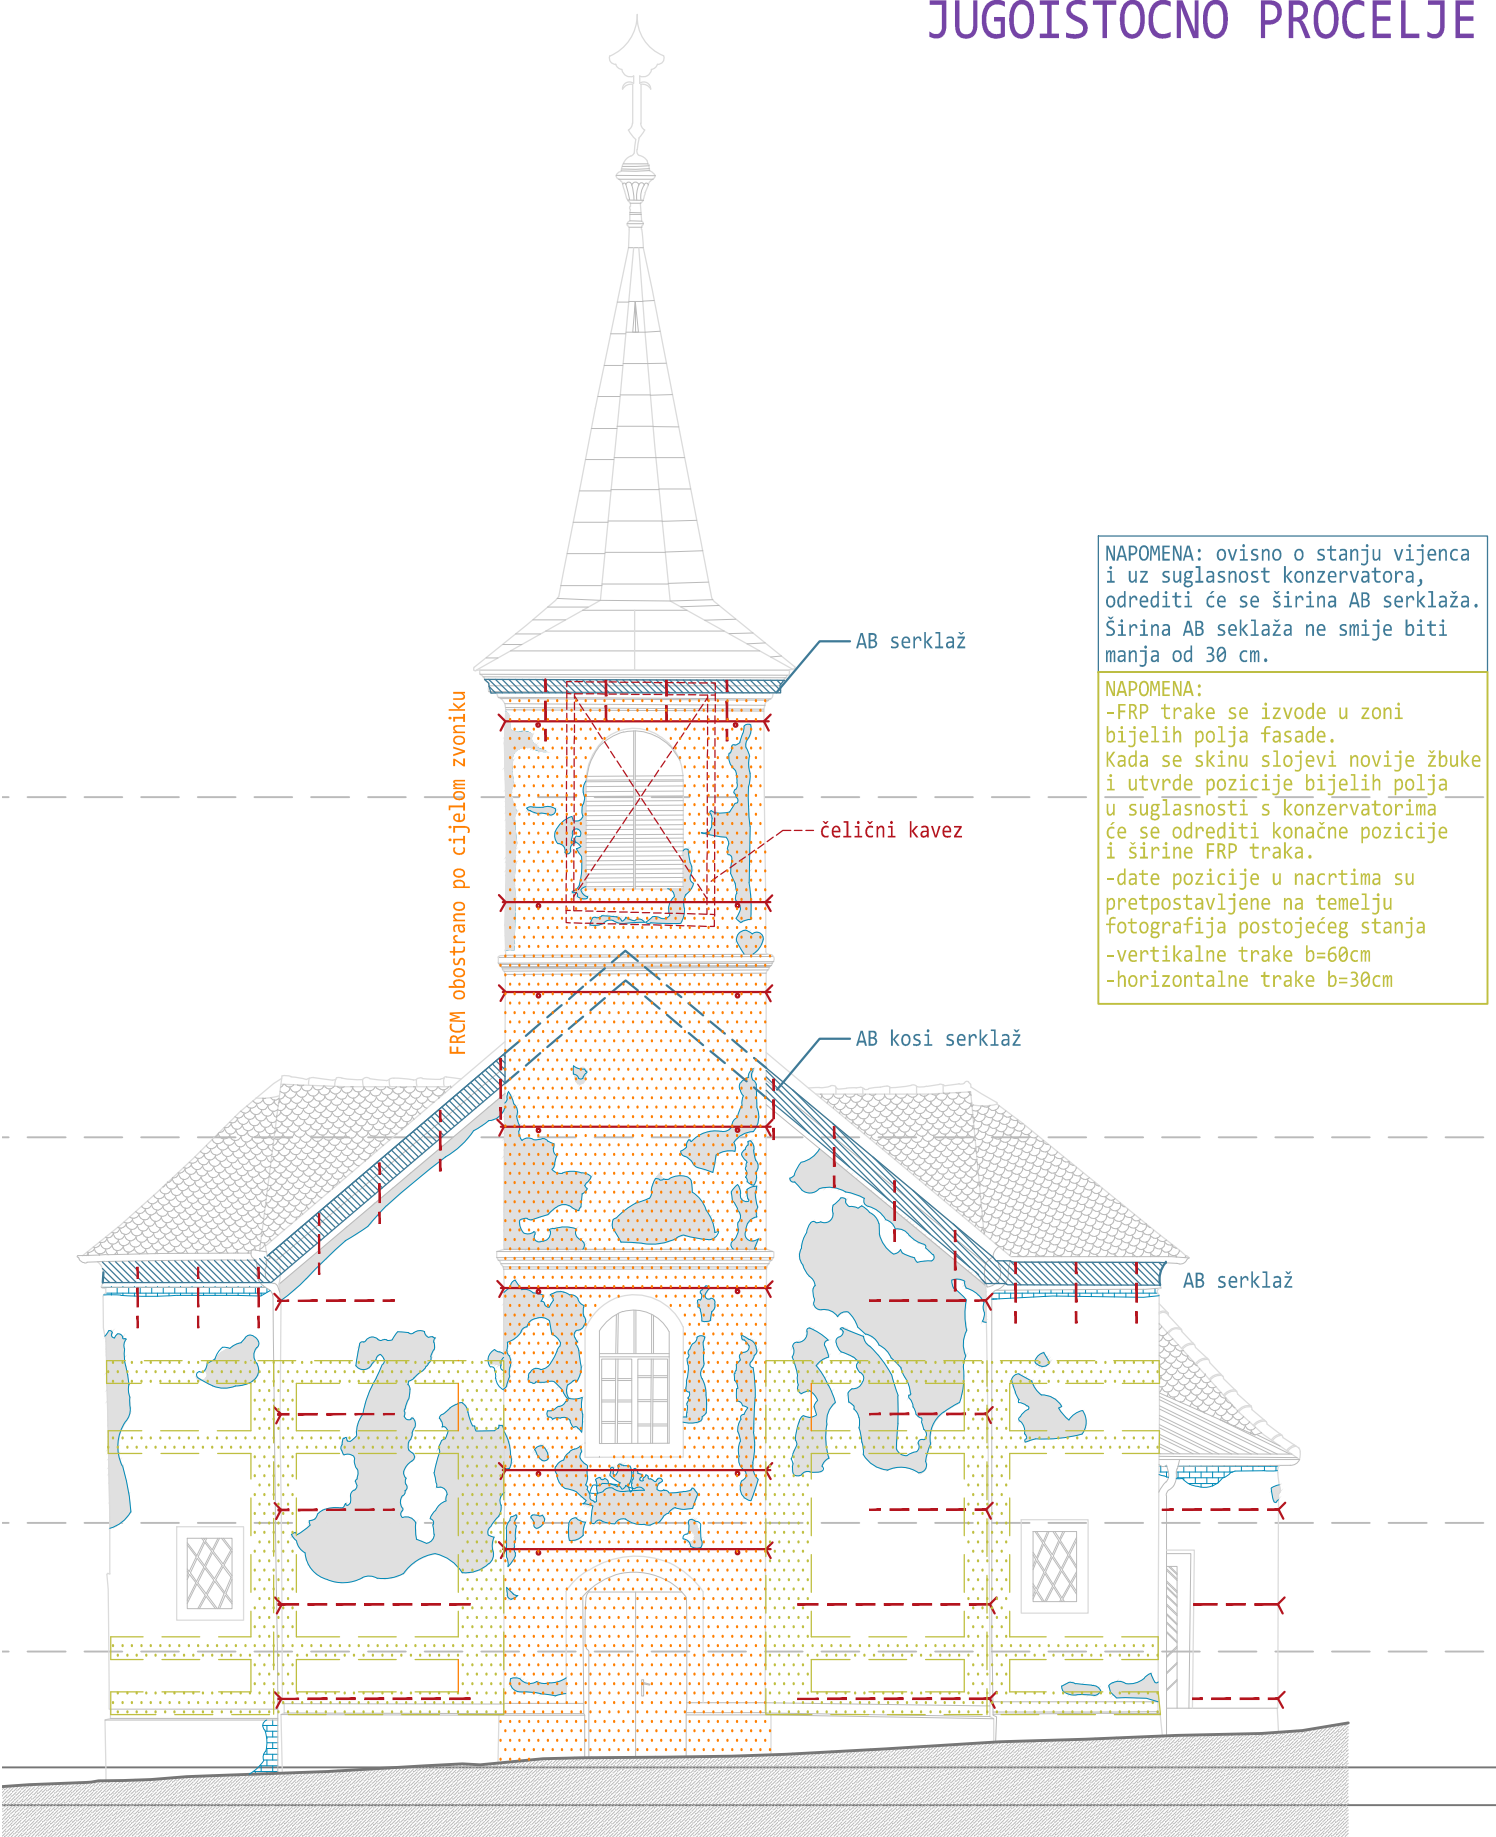 JUGOISTOCNO PROCELJE
NAPOMENA: ovisno o stanju vijenca
i uz suglasnost konzervatora,
odrediti će se širina AB serklaža.
Širina AB seklaža ne smije biti
manja od 30 cm.
AB serklaž
NAPOMENA:
-FRP trake se izvode u zoni
bijelih polja fasade.
Kada se skinu slojevi novije žbuke
i utvrde pozicije bijelih polja
u suglasnosti s konzervatorima
će se odrediti konačne pozicije
i širine FRP traka.
-date pozicije u nacrtima su
pretpostavljene na temelju
fotografija postojećeg stanja
-vertikalne trake b=60cm
-horizontalne trake b=30cm
FRCM obostrano po cijelom zvoniku
čelični kavez
AB kosi serklaž
AB serklaž